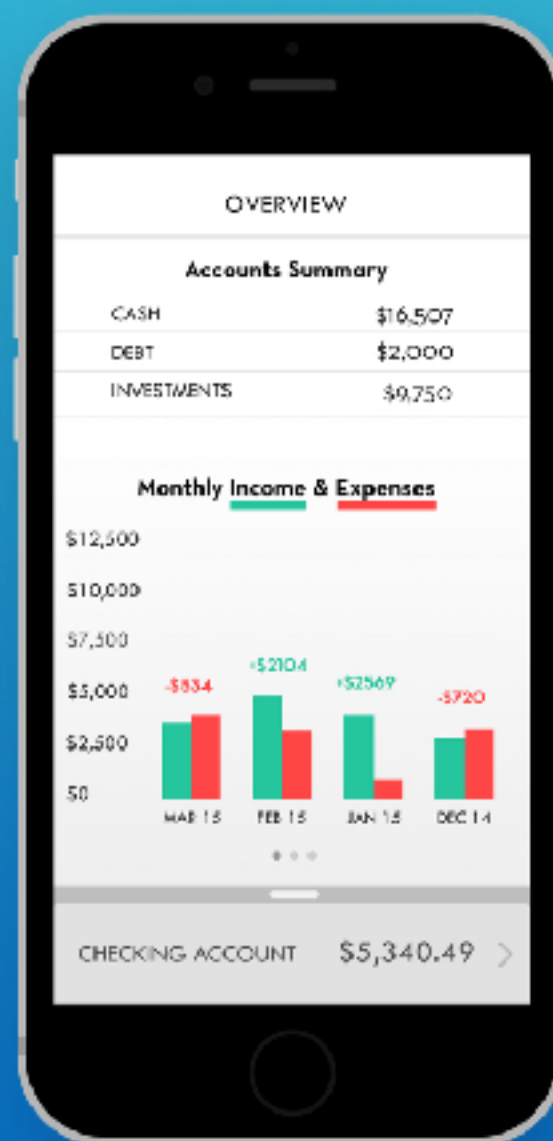 OVERVIEW
Accounts Summary
CASH $16,507
DEBT $2,000
INVESTMENTS $9,750
Monthly Income & Expenses
$12,500
$10,000
$7,500
$5,000
$2,500
$0
-$834
+$2104
+$2569
-$720
MAR 15
FEB 15
JAN 15
DEC 14
CHECKING ACCOUNT $5,340.49